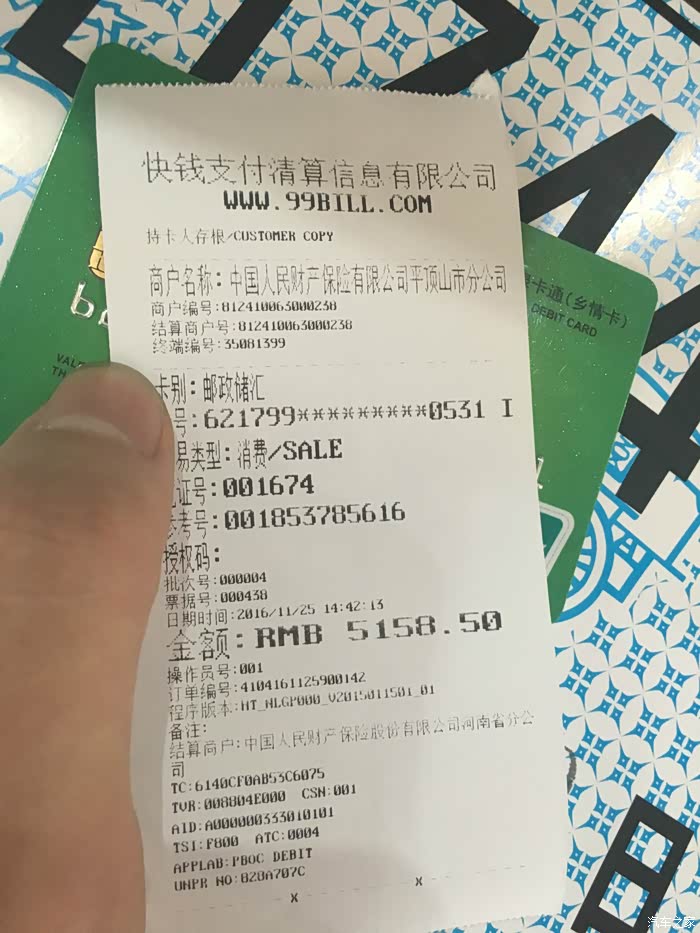 快钱支付清算信息有限公司
WWW.99BILL.COM
持卡人存根/CUSTOMER COPY
商户名称:中国人民财产保险有限公司平顶山市分公司
商户编号:812410063000238
结算商户号:812410063000238
终端编号:35081399
卡别:邮政储汇
号:621799*********0531 I
易类型:消费/SALE
证号:001674
参考号:001853785616
授权码:
批次号:000004
票据号:000438
日期时间:2016/11/25 14:42:13
金额:RMB 5158.50
操作员号:001
订单编号:4104161125900142
程序版本:HT_NLGP000_V2015011501_01
备注:
结算商户:中国人民财产保险股份有限公司河南省分公
司
TC:6140CF0AB53C6075
TVR:008804E000 CSN:001
AID:A000000333010101
TSI:F800 ATC:0004
APPLAB:PBOC DEBIT
UNPR NO:828A707C
X X
卡通(乡情卡)
DEBIT CARD
汽车之家